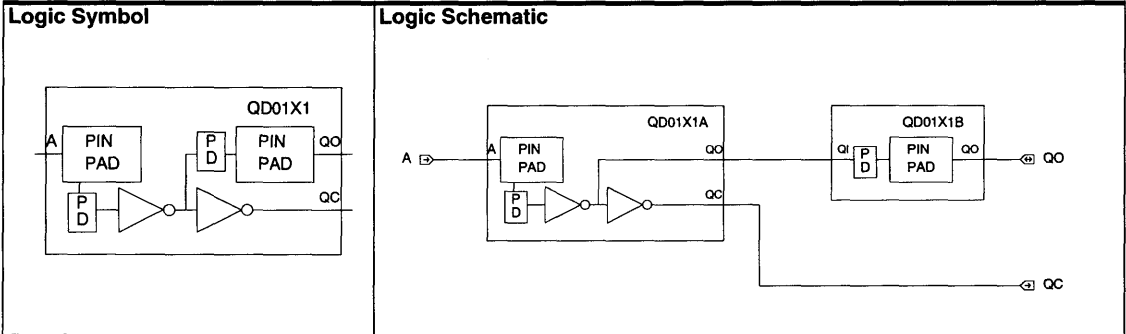 Logic Symbol
Logic Schematic
QD01X1
A
PIN
PAD
P
D
PIN
PAD
QO
P
D
QC
QD01X1A
A
A
PIN
PAD
P
D
QO
QC
QD01X1B
QI
P
D
PIN
PAD
QO
QO
QC